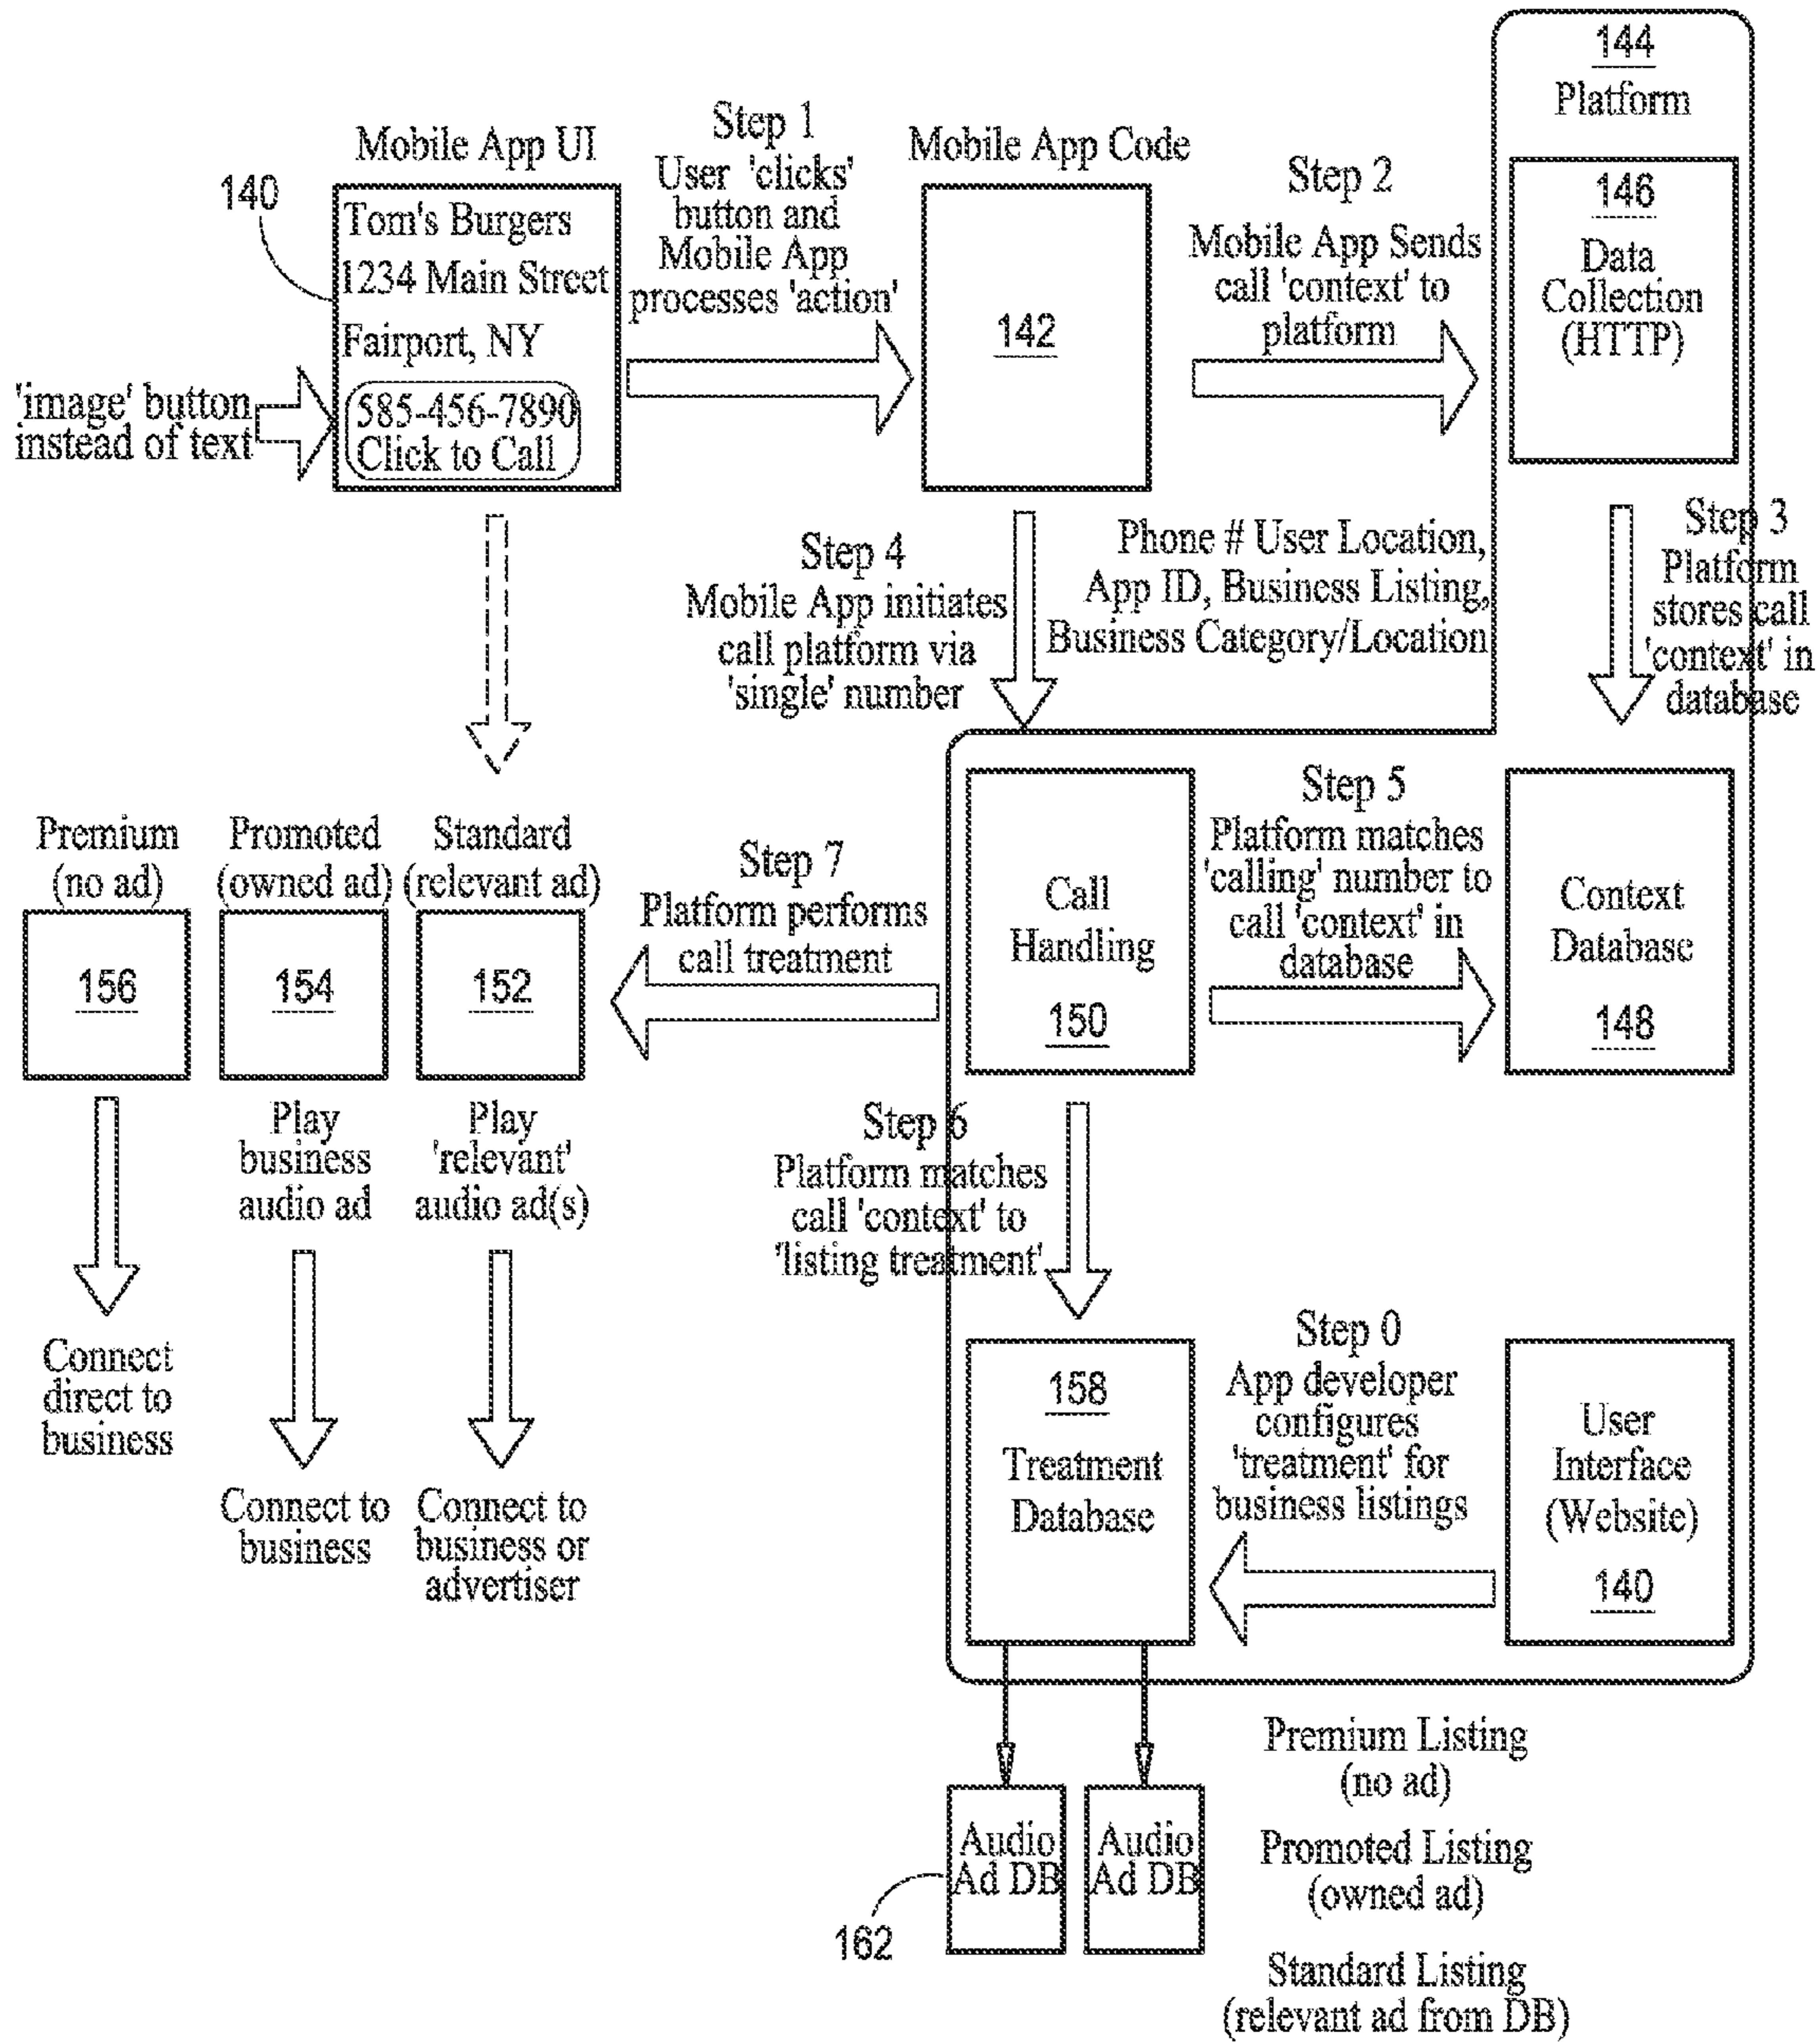 144
Platform
146
Data
Collection
(HTTP)
Mobile App UI
140
Tom's Burgers
1234 Main Street
Fairport, NY
585-456-7890
Click to Call
'image' button
instead of text
Step 1
User 'clicks'
button and
Mobile App
processes 'action'
Mobile App Code
142
Step 2
Mobile App Sends
call 'context' to
platform
Step 3
Platform
stores call
'context' in
database
Step 4
Mobile App initiates
call platform via
'single' number
Phone # User Location,
App ID, Business Listing,
Business Category/Location
Call
Handling
150
Step 5
Platform matches
'calling' number to
call 'context' in
database
Context
Database
148
Premium
(no ad)
156
Promoted
(owned ad)
154
Standard
(relevant ad)
152
Step 7
Platform performs
call treatment
Play
business
audio ad
Play
'relevant'
audio ad(s)
Step 6
Platform matches
call 'context' to
'listing treatment'
Connect
direct to
business
Connect to
business
Connect to
business or
advertiser
158
Treatment
Database
Step 0
App developer
configures
'treatment' for
business listings
User
Interface
(Website)
140
Audio
Ad DB
Audio
Ad DB
162
Premium Listing
(no ad)
Promoted Listing
(owned ad)
Standard Listing
(relevant ad from DB)